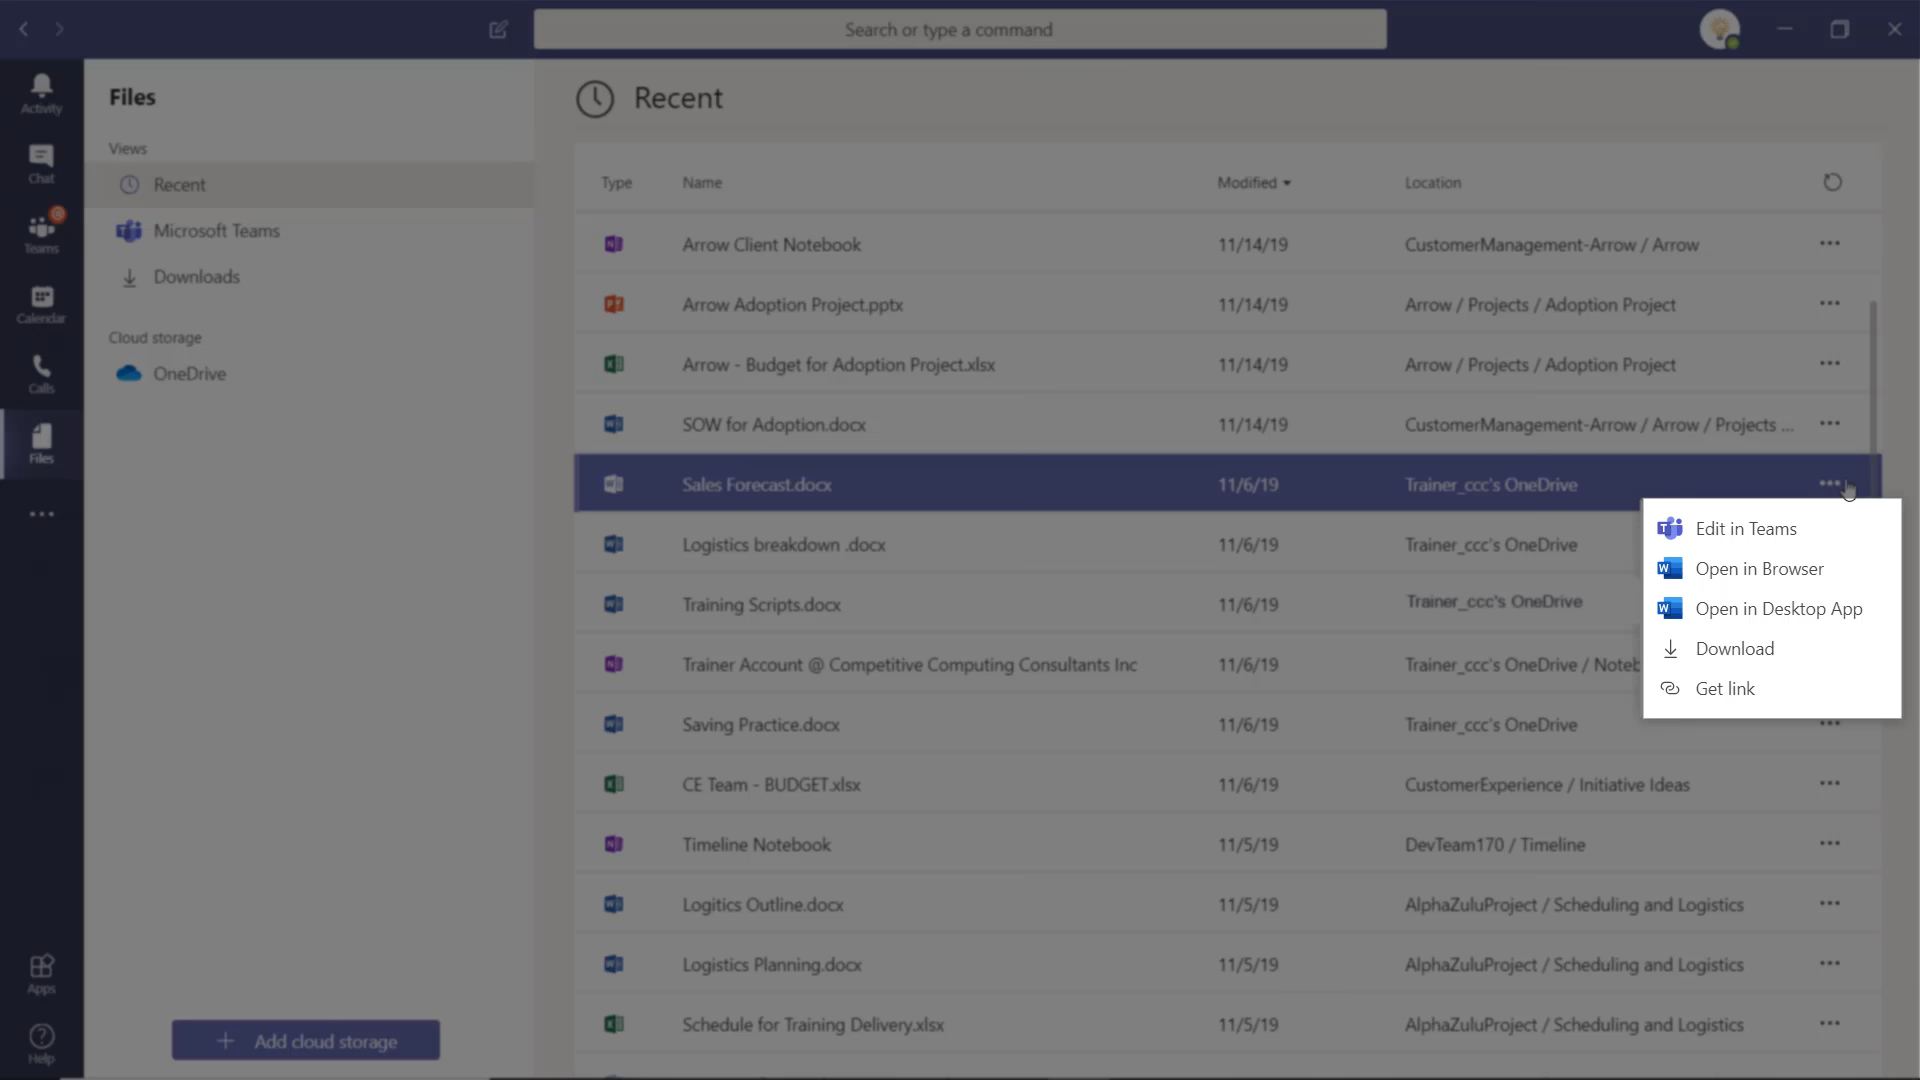 Search or type a command
Activity
Chat
Teams
Calendar
Calls
Files
Apps
Help
Files
Views
Recent
Microsoft Teams
Downloads
Cloud storage
OneDrive
Add cloud storage
Recent
Type Name Modified Location
Arrow Client Notebook 11/14/19 CustomerManagement-Arrow / Arrow
Arrow Adoption Project.pptx 11/14/19 Arrow / Projects / Adoption Project
Arrow - Budget for Adoption Project.xlsx 11/14/19 Arrow / Projects / Adoption Project
SOW for Adoption.docx 11/14/19 CustomerManagement-Arrow / Arrow / Projects ...
Sales Forecast.docx 11/6/19 Trainer_ccc's OneDrive
Logistics breakdown .docx 11/6/19 Trainer_ccc's OneDrive
Training Scripts.docx 11/6/19 Trainer_ccc's OneDrive
Trainer Account @ Competitive Computing Consultants Inc 11/6/19 Trainer_ccc's OneDrive / Noteb
Saving Practice.docx 11/6/19 Trainer_ccc's OneDrive
CE Team - BUDGET.xlsx 11/6/19 CustomerExperience / Initiative Ideas
Timeline Notebook 11/5/19 DevTeam170 / Timeline
Logitics Outline.docx 11/5/19 AlphaZuluProject / Scheduling and Logistics
Logistics Planning.docx 11/5/19 AlphaZuluProject / Scheduling and Logistics
Schedule for Training Delivery.xlsx 11/5/19 AlphaZuluProject / Scheduling and Logistics
Edit in Teams
Open in Browser
Open in Desktop App
Download
Get link